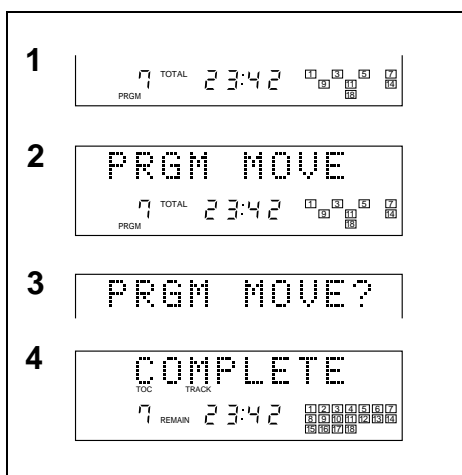 1
7 TOTAL 23:42 1 3 5 7
9 11 14
PRGM 18
2
PRGM MOVE
7 TOTAL 23:42 1 3 5 7
9 11 14
PRGM 18
3
PRGM MOVE?
4
COMPLETE
TOC TRACK
7 REMAIN 23:42 1 2 3 4 5 6 7
8 9 10 11 12 13 14
15 16 17 18